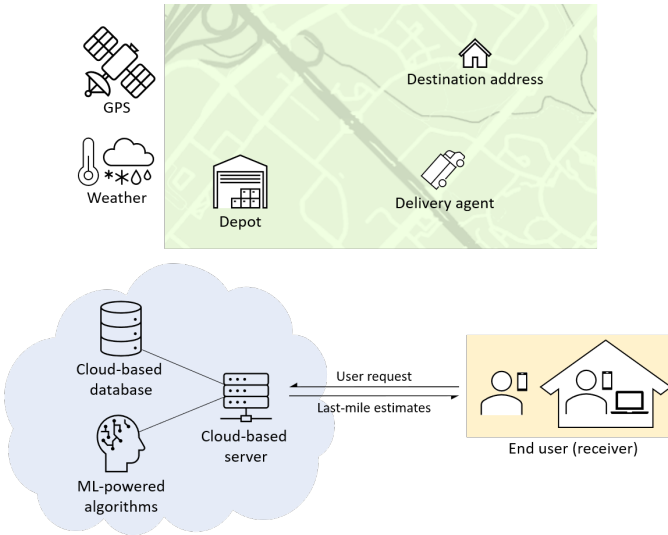 GPS
Destination address
Weather
Depot
Delivery agent
Cloud-based
database
User request
Last-mile estimates
Cloud-based
server
End user (receiver)
ML-powered
algorithms